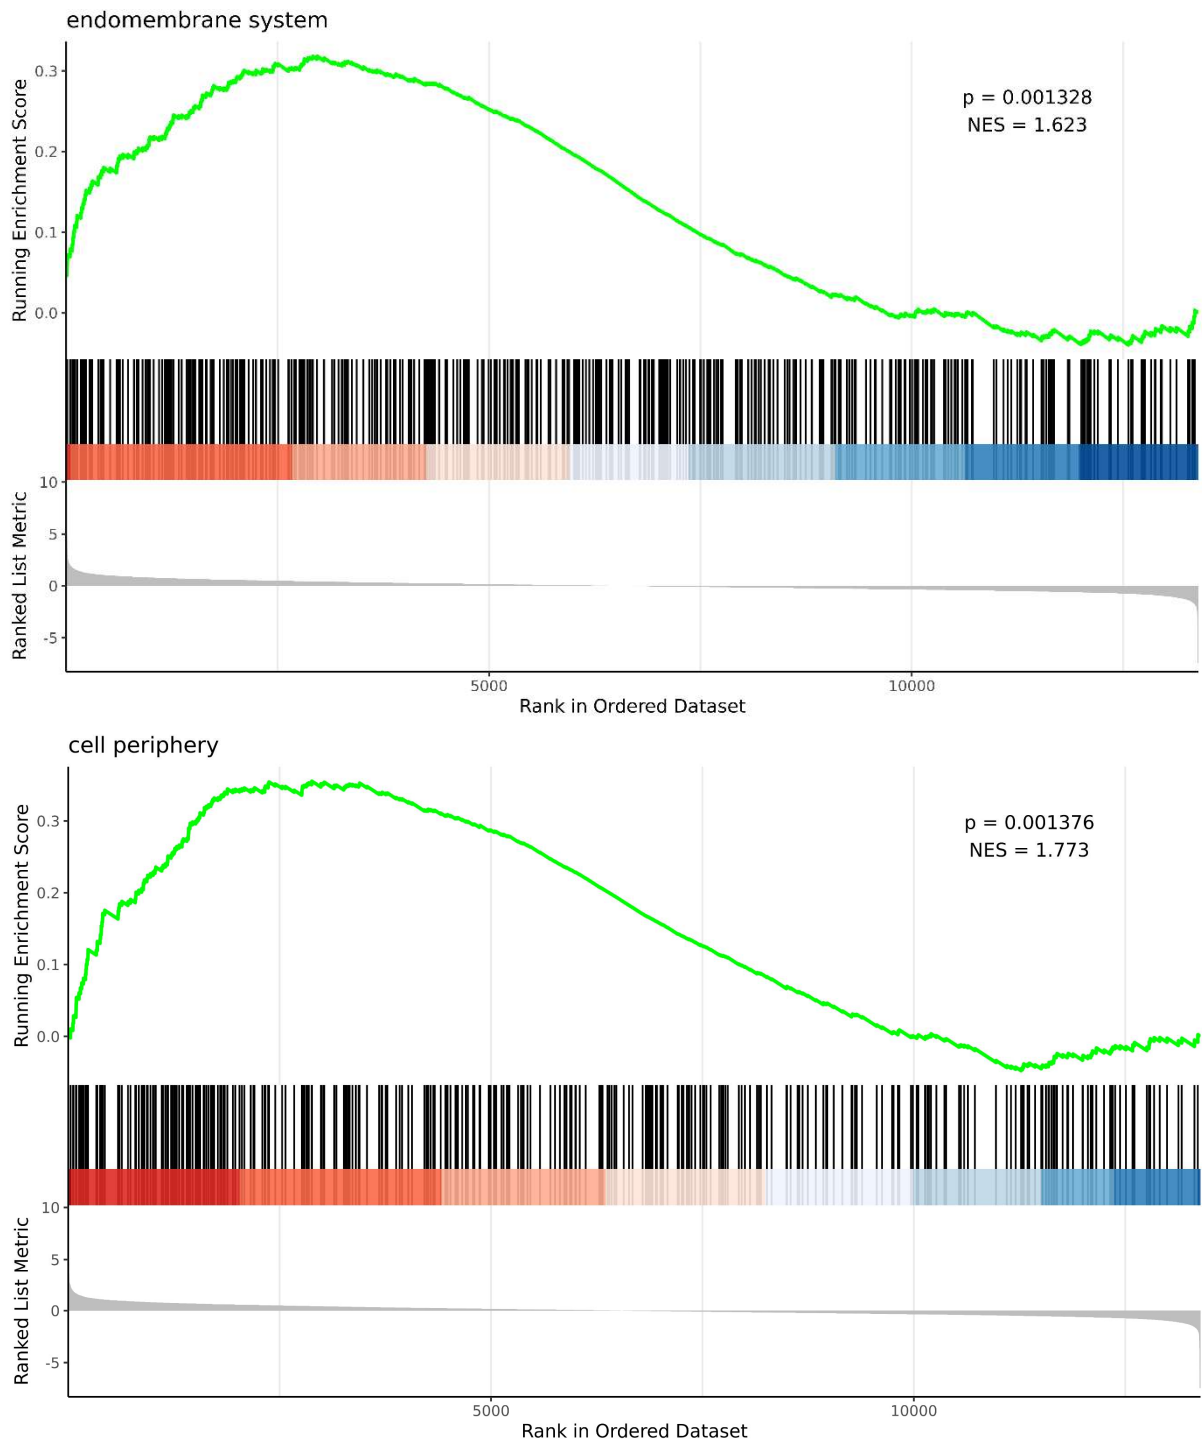 endomembrane system
Running Enrichment Score
0.3
0.2
0.1
0.0
p = 0.001328
NES = 1.623
Ranked List Metric
10
5
0
-5
5000
10000
Rank in Ordered Dataset
cell periphery
Running Enrichment Score
0.3
0.2
0.1
0.0
p = 0.001376
NES = 1.773
Ranked List Metric
10
5
0
-5
5000
10000
Rank in Ordered Dataset